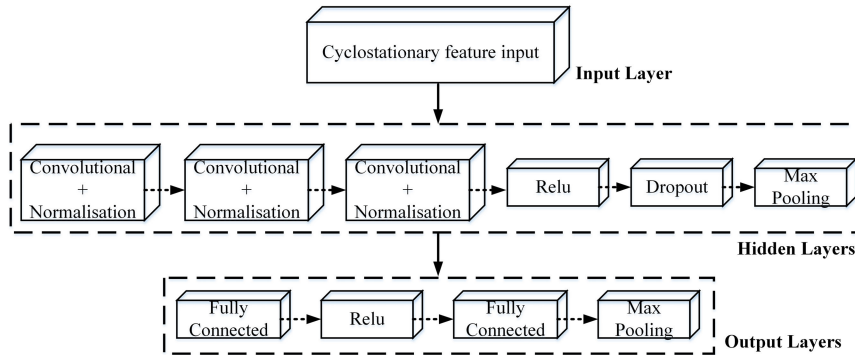 Cyclostationary feature input
Input Layer
Convolutional
+
Normalisation
Convolutional
+
Normalisation
Convolutional
+
Normalisation
Relu
Dropout
Max
Pooling
Hidden Layers
Fully
Connected
Relu
Fully
Connected
Max
Pooling
Output Layers